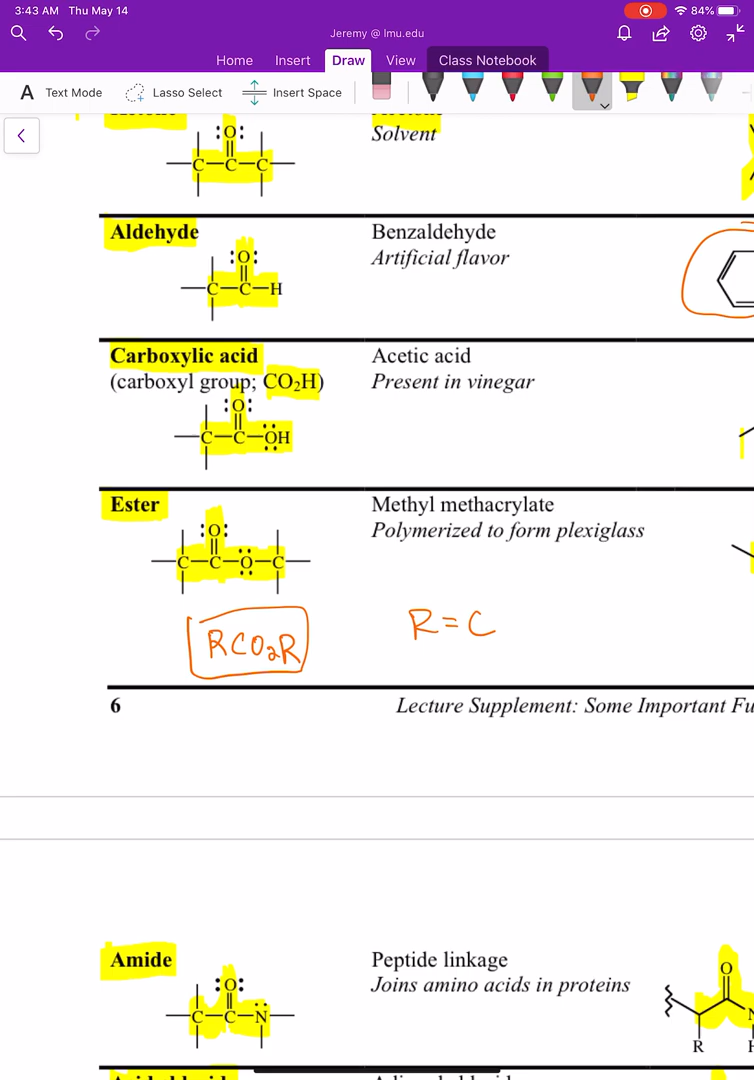 3:43 AM Thu May 14
84%
Jeremy @ lmu.edu
Home Insert Draw View Class Notebook
A Text Mode Lasso Select Insert Space
:O:
C C C
Solvent
Aldehyde
Benzaldehyde
:O:
Artificial flavor
C C H
Carboxylic acid
Acetic acid
(carboxyl group; CO₂H)
Present in vinegar
:O:
C C OH
Ester
Methyl methacrylate
:O:
Polymerized to form plexiglass
C C O C
RCO₂R
R = C
6
Lecture Supplement: Some Important Fu
Amide
Peptide linkage
:O:
Joins amino acids in proteins
O
C C N
N
R